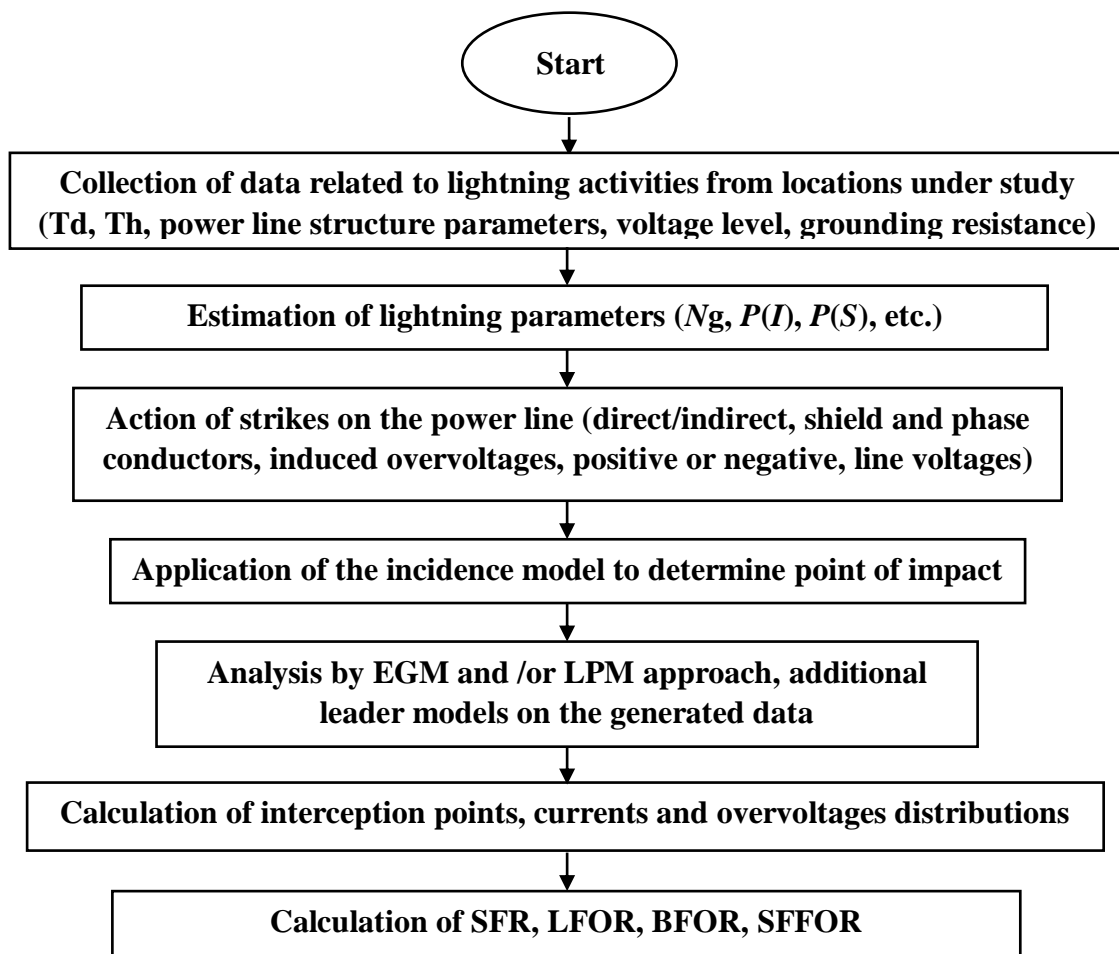 Start
Collection of data related to lightning activities from locations under study
(Td, Th, power line structure parameters, voltage level, grounding resistance)
Estimation of lightning parameters (Ng, P(I), P(S), etc.)
Action of strikes on the power line (direct/indirect, shield and phase
conductors, induced overvoltages, positive or negative, line voltages)
Application of the incidence model to determine point of impact
Analysis by EGM and /or LPM approach, additional
leader models on the generated data
Calculation of interception points, currents and overvoltages distributions
Calculation of SFR, LFOR, BFOR, SFFOR